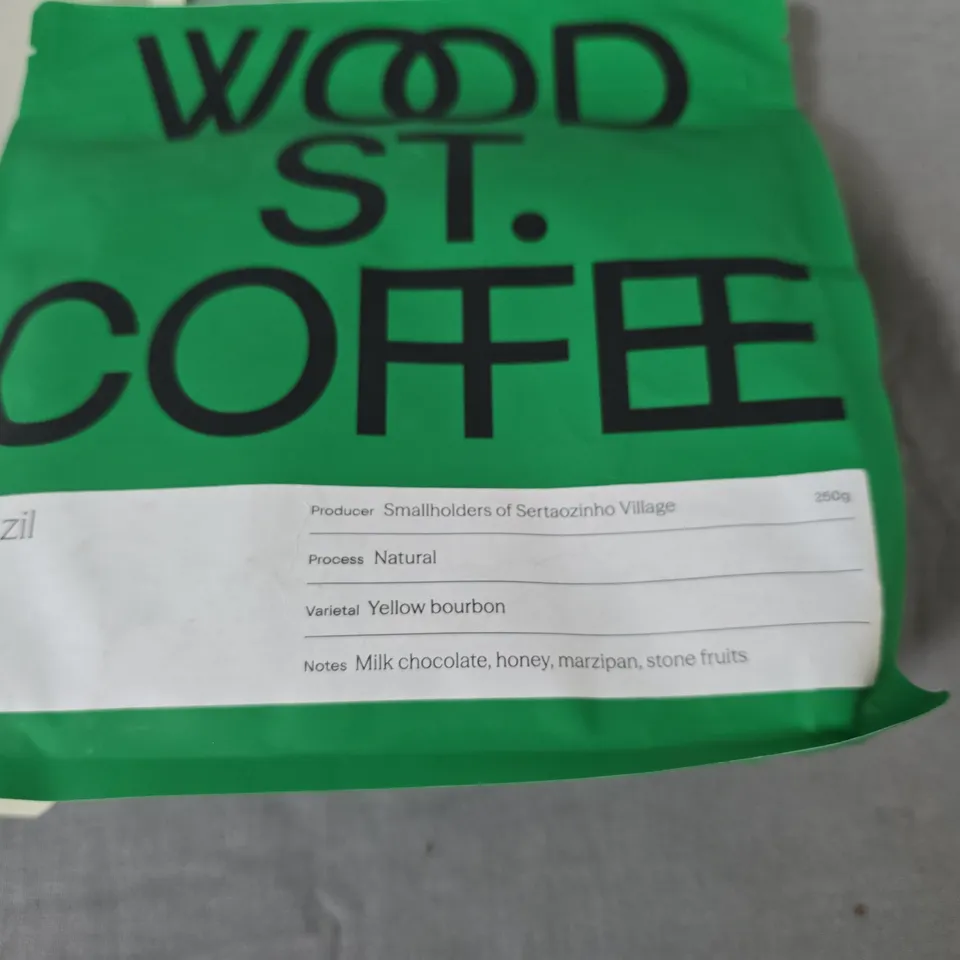 WOOD
ST.
COFFEE
zil
Producer Smallholders of Sertaozinho Village 250g
Process Natural
Varietal Yellow bourbon
Notes Milk chocolate, honey, marzipan, stone fruits